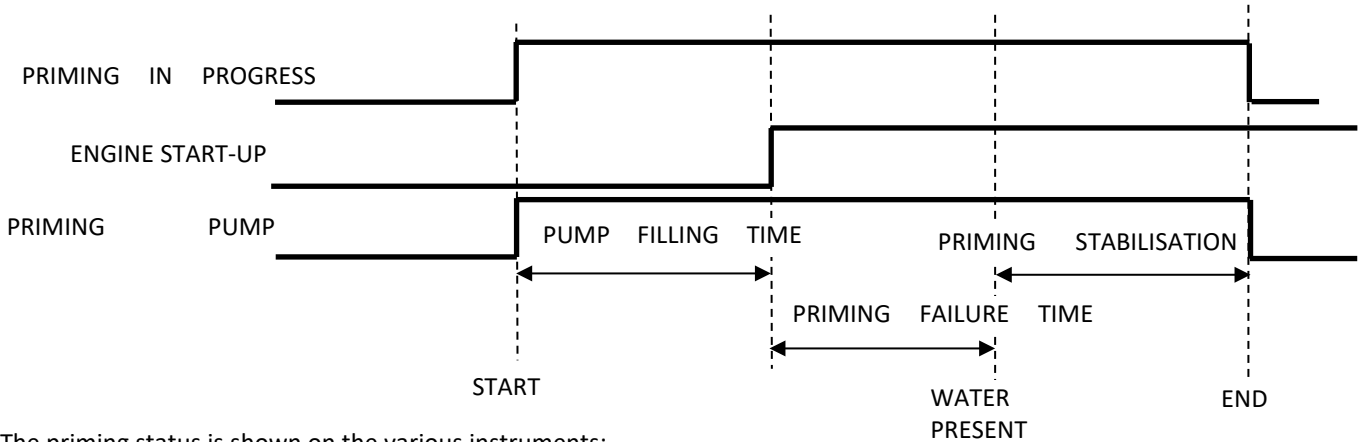 PRIMING IN PROGRESS
ENGINE START-UP
PRIMING PUMP
PUMP FILLING TIME
PRIMING STABILISATION
PRIMING FAILURE TIME
START
WATER
PRESENT
END
The priming status is shown on the various instruments: